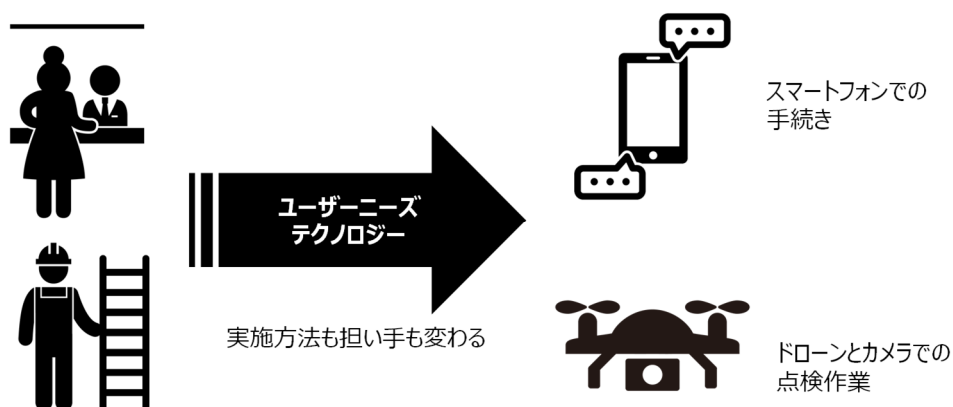 スマートフォンでの
手続き
ユーザーニーズ
テクノロジー
実施方法も担い手も変わる
ドローンとカメラでの
点検作業